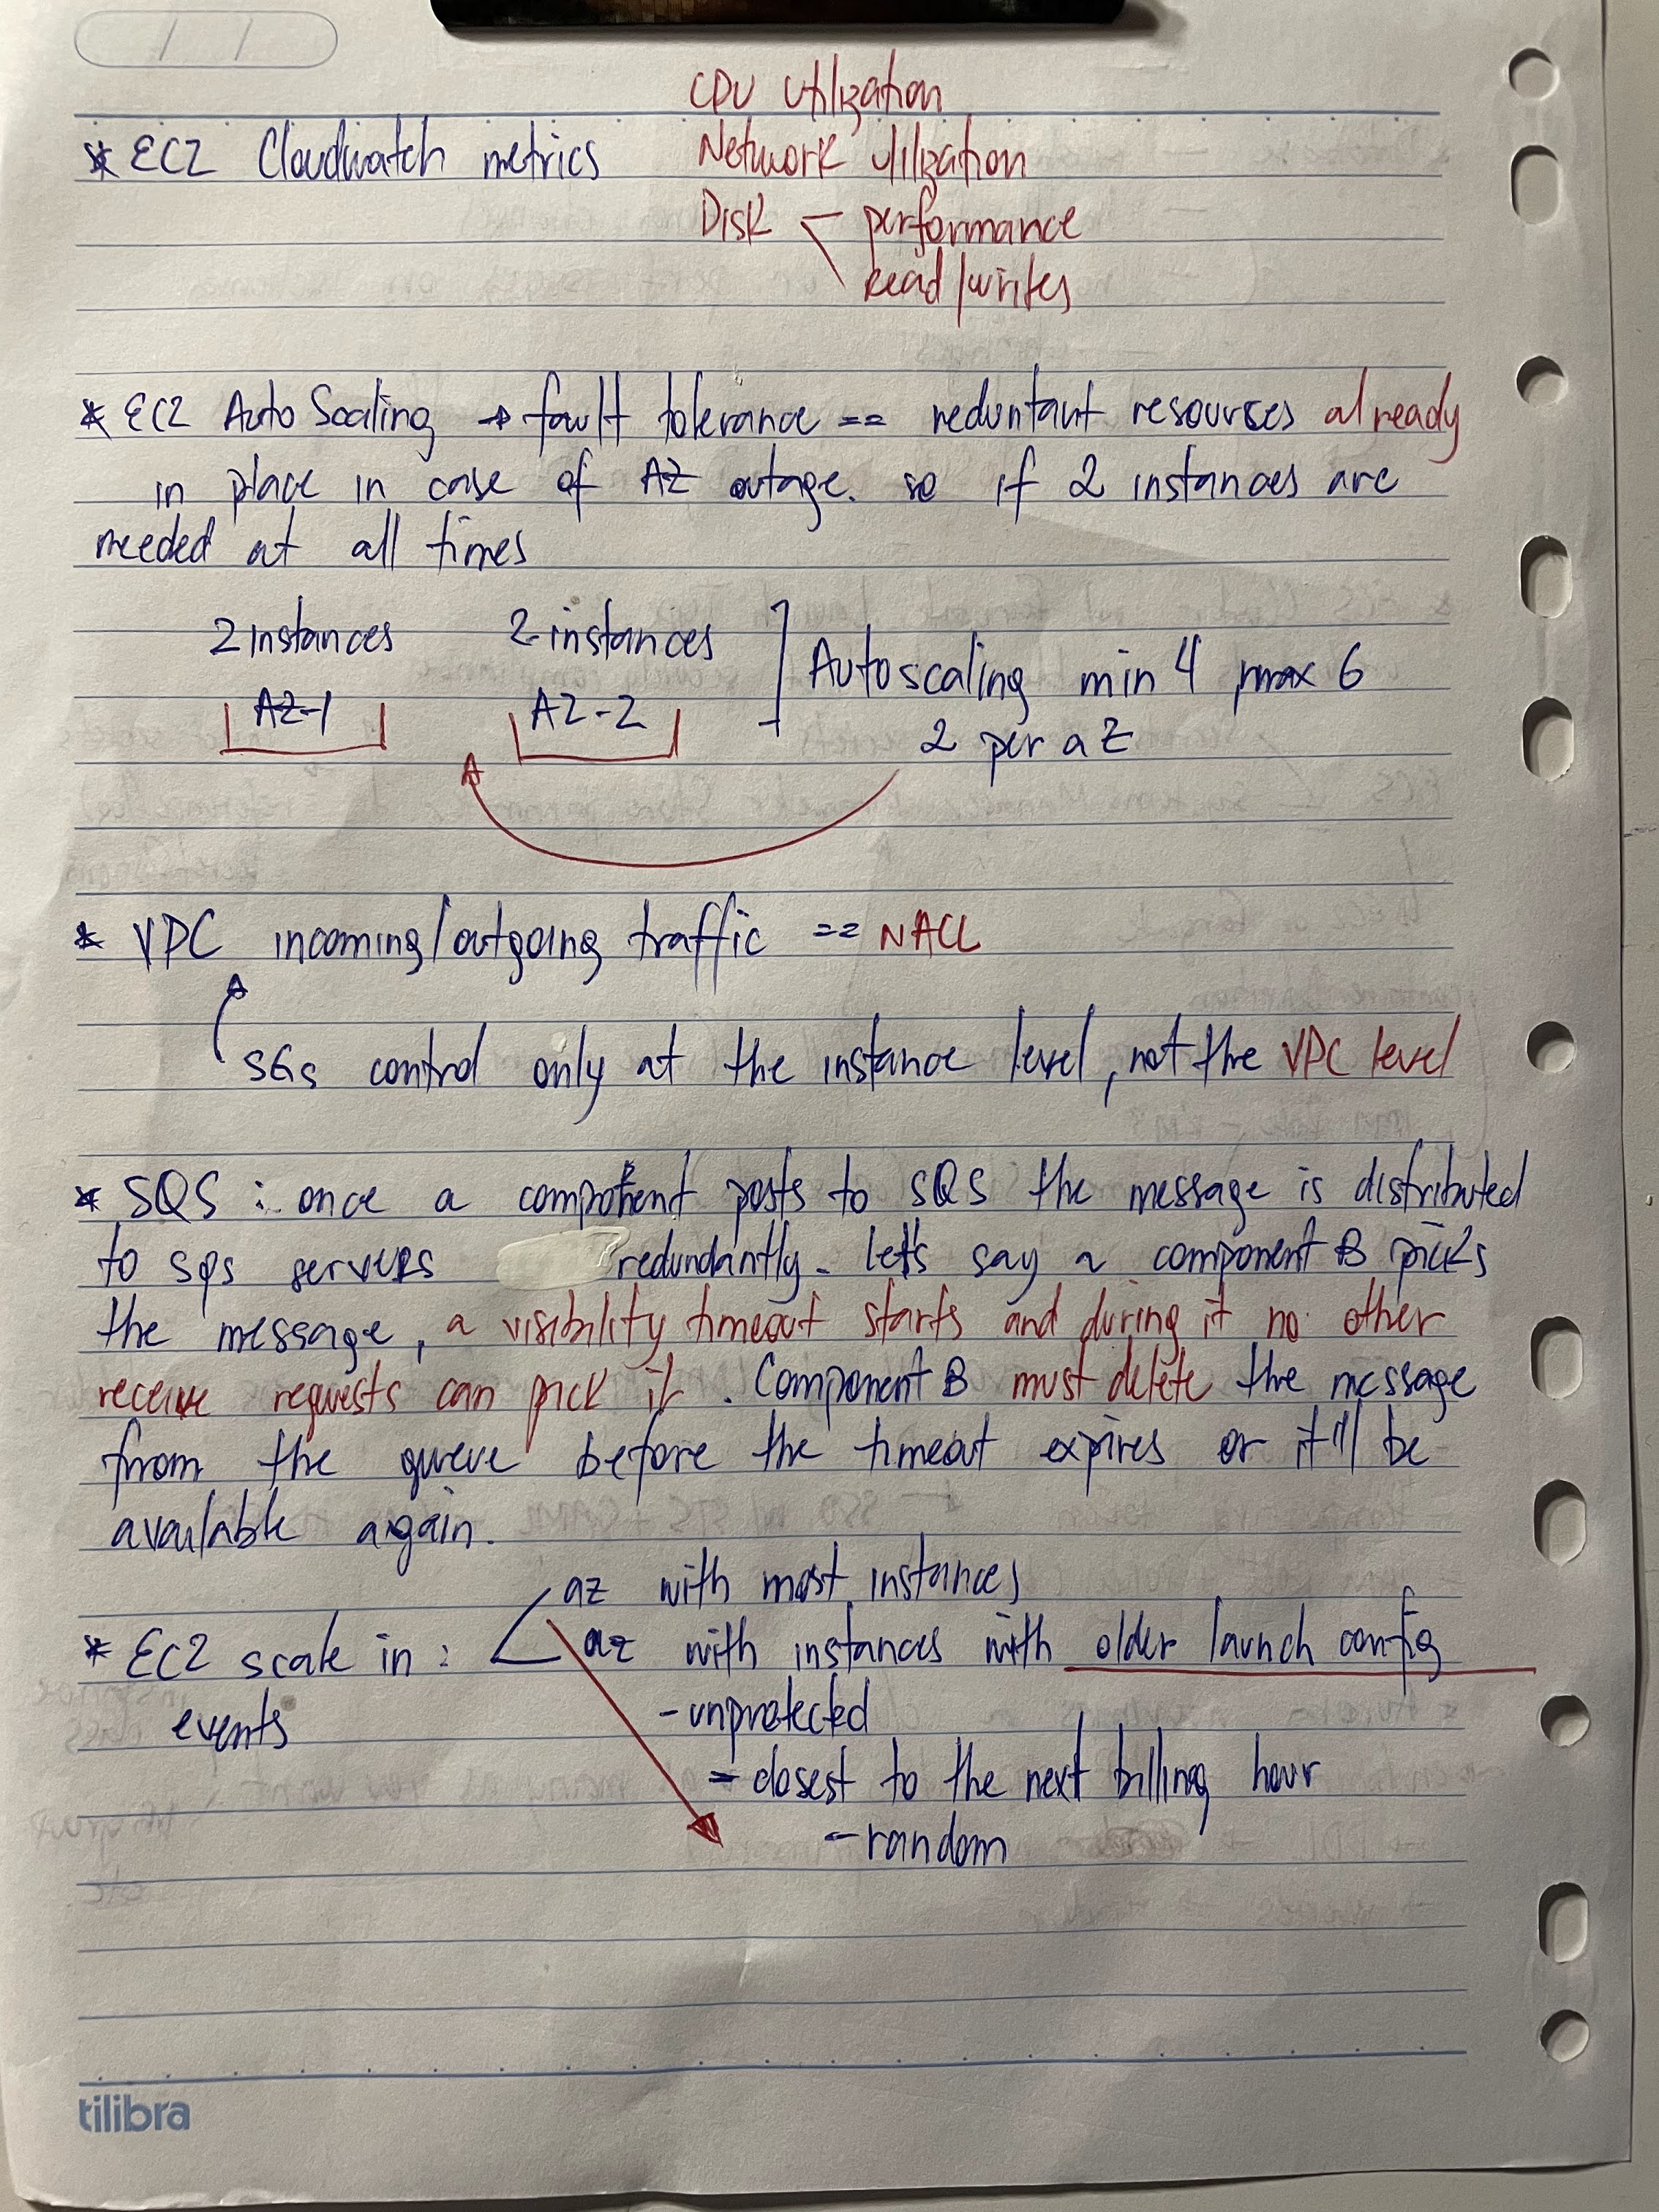 CPU Utilization
* EC2 Cloudwatch metrics Network Utilization
Disk performance
Read/writes
* EC2 Auto Scaling → fault tolerance == reduntant resourses already
in place in case of AZ outage. so if 2 instances are
needed at all times
2 instances 2 instances
Autoscaling min 4 max 6
AZ-1 AZ-2
2 per aZ
* VPC incoming/outgoing traffic == NACL
SGs control only at the instance level, not the VPC level
* SQS : once a component posts to SQS the message is distributed
to sqs servers redundantly. let's say a component B picks
the message, a visibility timeout starts and during it no other
receive requests can pick it. Component B must delete the message
from the queue before the timeout expires or it'll be
available again.
az with most instances
* EC2 scale in : az with instances with older launch config
events - unprotected
- closest to the next billing hour
- random
tilibra